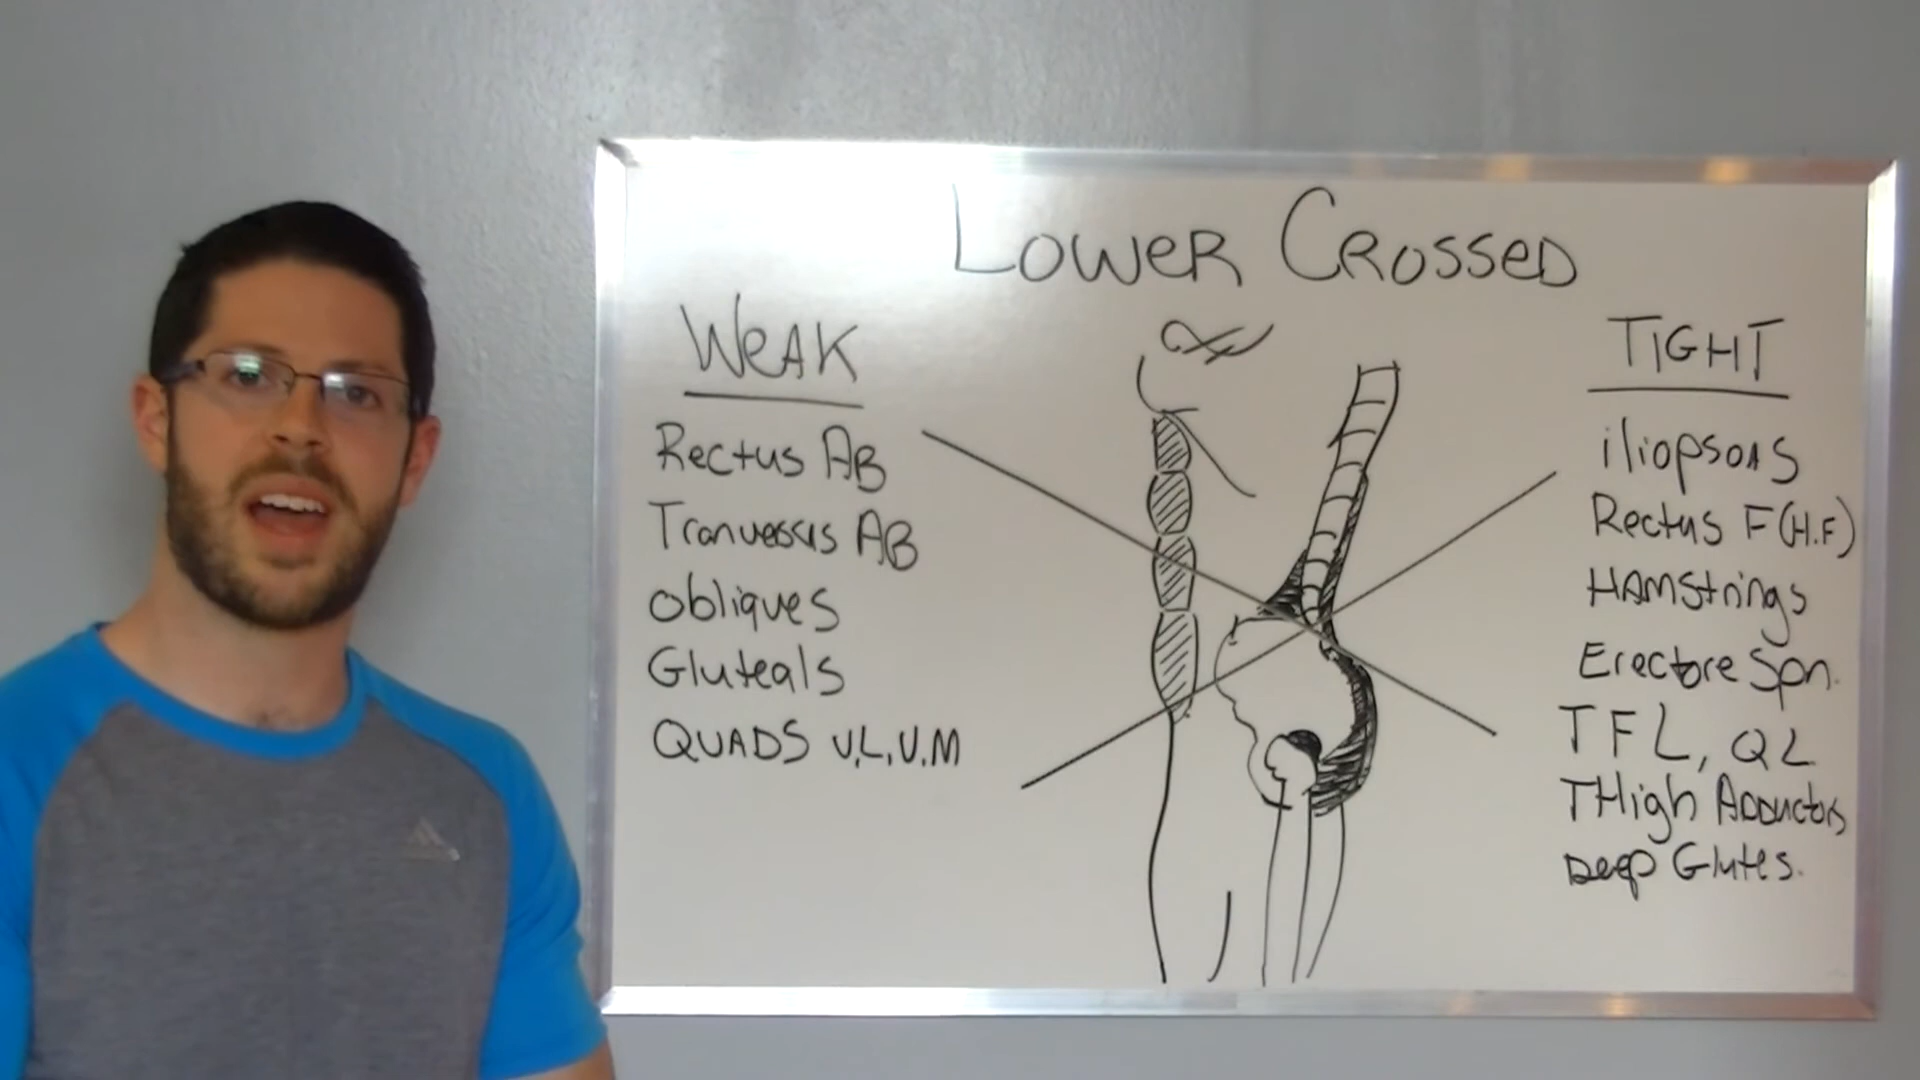 LOWER CROSSED
WEAK
Rectus AB
Tranversus AB
obliques
Gluteals
QUADS V.L, V.M
TIGHT
iliopsoas
Rectus F (H.F)
HAMStrings
Erectore Spn.
TFL, QL
THigh Adductors
Deep Glutes.